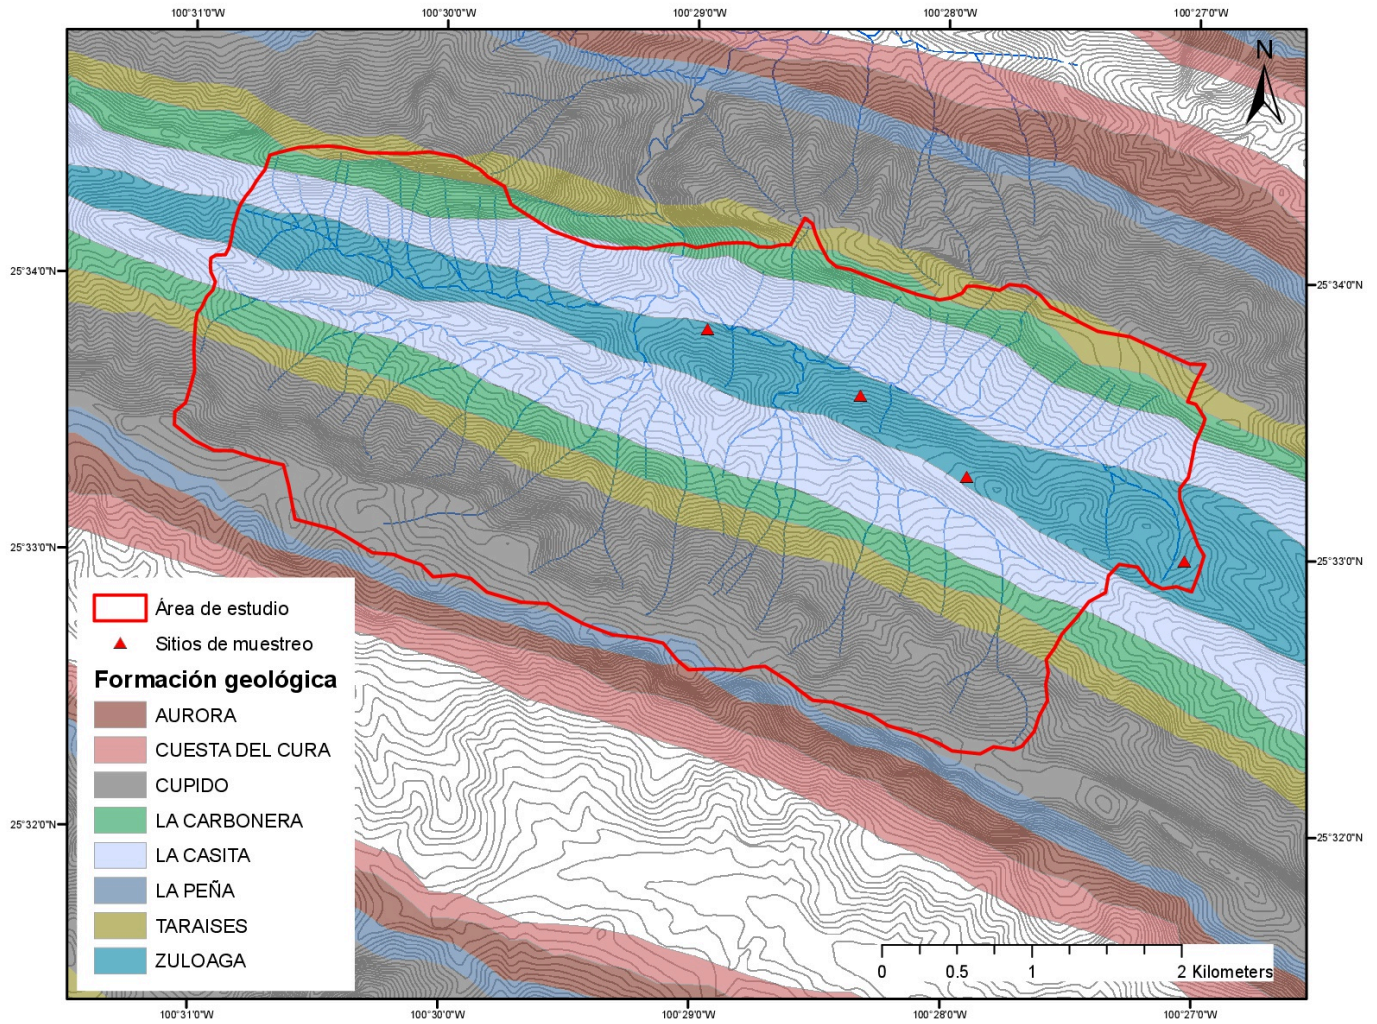 100°31'0"W 100°30'0"W 100°29'0"W 100°28'0"W 100°27'0"W
N
25°34'0"N 25°34'0"N
25°33'0"N 25°33'0"N
Área de estudio
Sitios de muestreo
Formación geológica
AURORA
CUESTA DEL CURA
CUPIDO
LA CARBONERA
25°32'0"N 25°32'0"N
LA CASITA
LA PEÑA
TARAISES
ZULOAGA
0 0.5 1 2 Kilometers
100°31'0"W 100°30'0"W 100°29'0"W 100°28'0"W 100°27'0"W